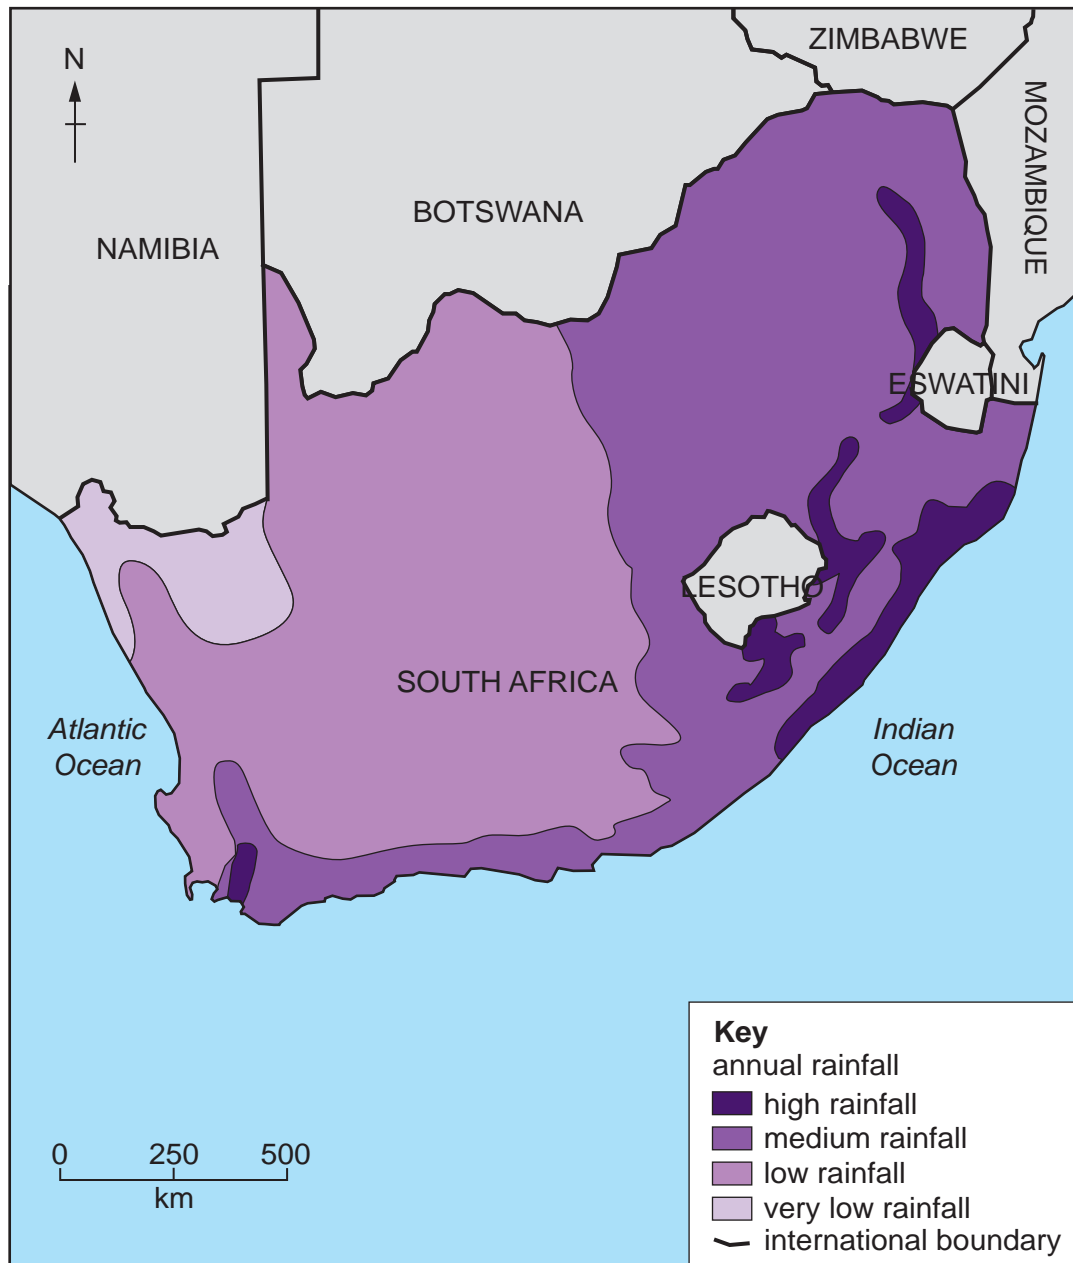 ZIMBABWE
N
MOZAMBIQUE
BOTSWANA
NAMIBIA
ESWATINI
LESOTHO
SOUTH AFRICA
Atlantic
Ocean
Indian
Ocean
Key
annual rainfall
high rainfall
medium rainfall
low rainfall
very low rainfall
international boundary
0 250 500
km